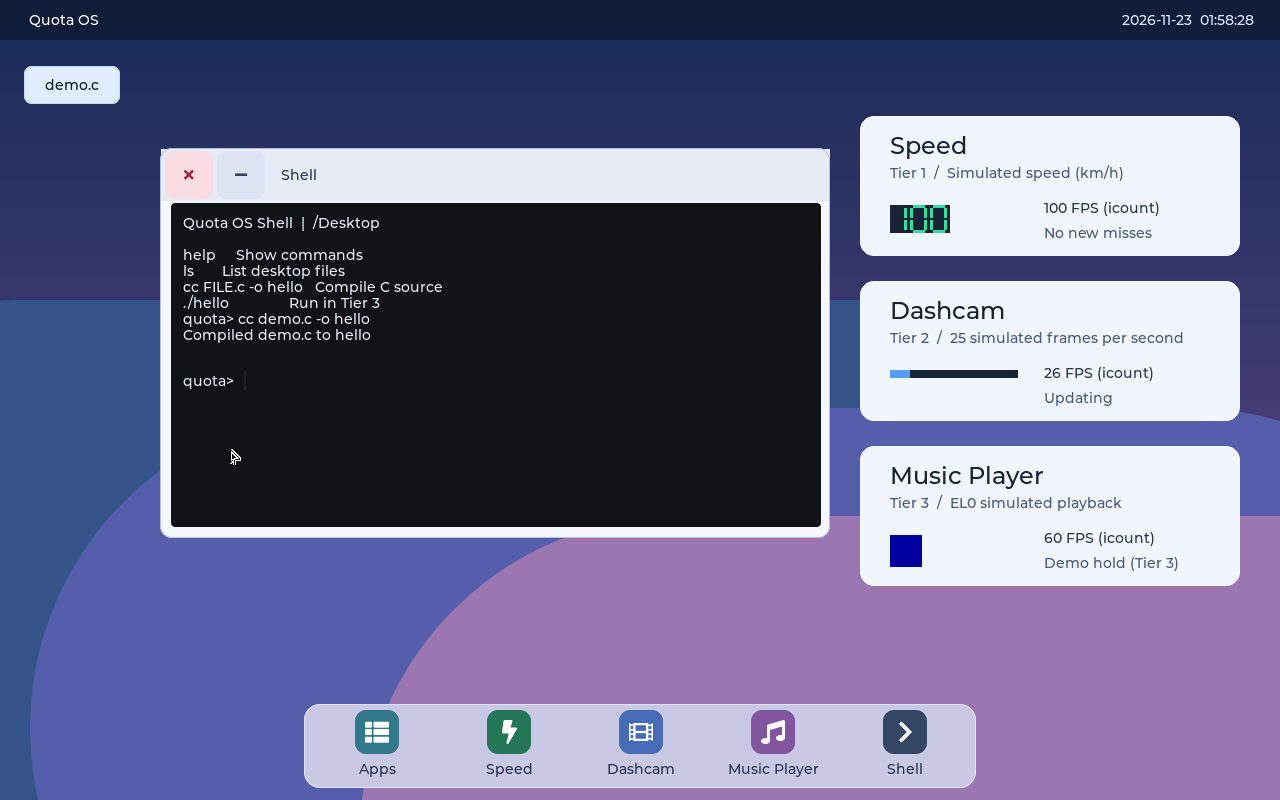 Quota OS
2026-11-23 01:58:28
demo.c
Shell
Quota OS Shell | /Desktop
help Show commands
ls List desktop files
cc FILE.c -o hello Compile C source
./hello Run in Tier 3
quota> cc demo.c -o hello
Compiled demo.c to hello
quota>
Speed
Tier 1 / Simulated speed (km/h)
100
100 FPS (icount)
No new misses
Dashcam
Tier 2 / 25 simulated frames per second
26 FPS (icount)
Updating
Music Player
Tier 3 / EL0 simulated playback
60 FPS (icount)
Demo hold (Tier 3)
Apps
Speed
Dashcam
Music Player
Shell